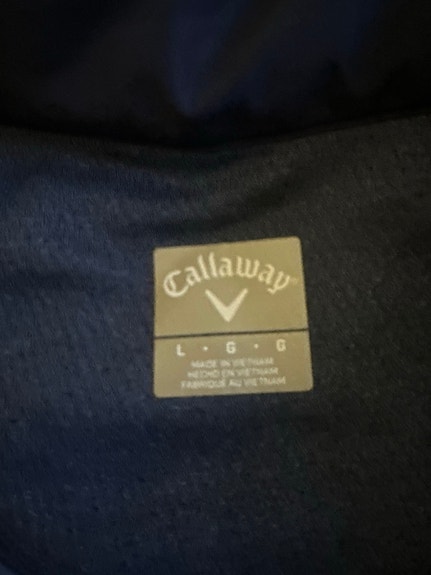 Callaway®
L · G · G
MADE IN VIETNAM
HECHO EN VIETNAM
FABRIQUÉ AU VIETNAM